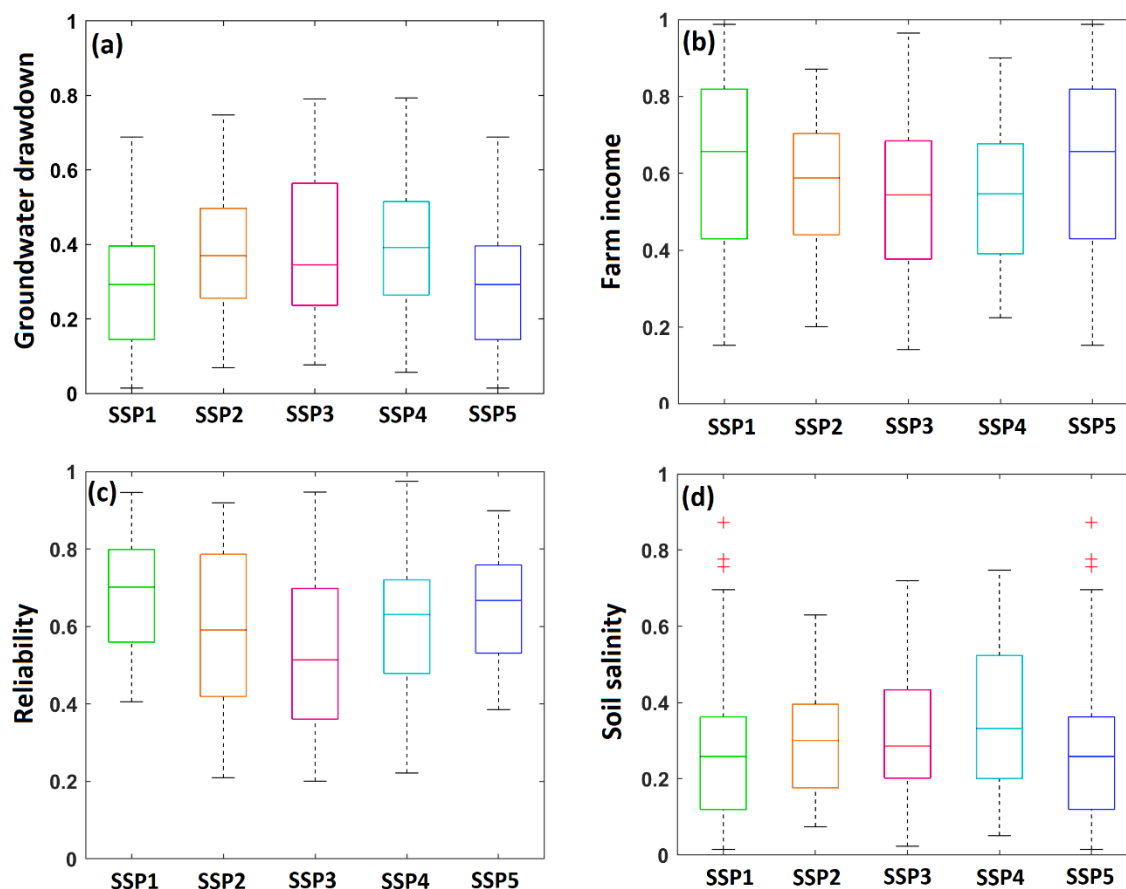 (a)
Groundwater drawdown
1
0.8
0.6
0.4
0.2
0
SSP1 SSP2 SSP3 SSP4 SSP5
(b)
Farm income
1
0.8
0.6
0.4
0.2
0
SSP1 SSP2 SSP3 SSP4 SSP5
(c)
Reliability
1
0.8
0.6
0.4
0.2
0
SSP1 SSP2 SSP3 SSP4 SSP5
(d)
Soil salinity
1
0.8
0.6
0.4
0.2
0
SSP1 SSP2 SSP3 SSP4 SSP5